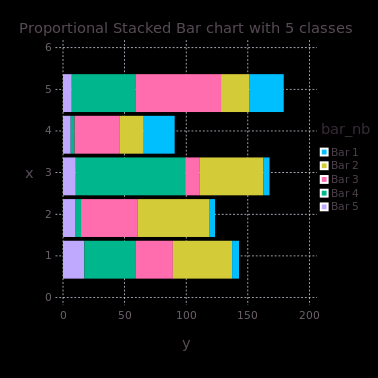 Proportional Stacked Bar chart with 5 classes
6
5
4
3
2
1
0
x
0 50 100 150 200
y
bar_nb
Bar 1
Bar 2
Bar 3
Bar 4
Bar 5